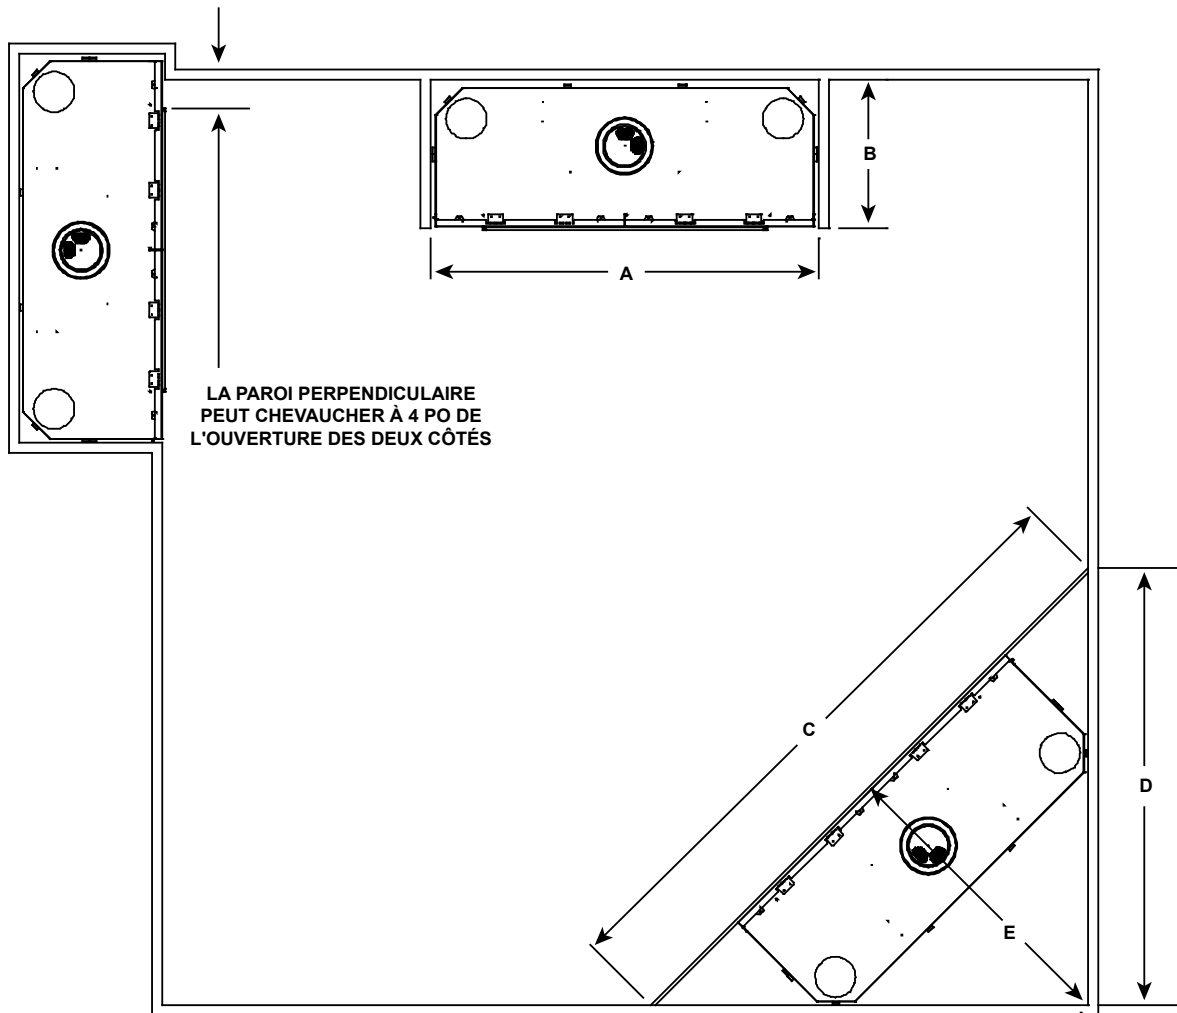 B
A
LA PAROI PERPENDICULAIRE
PEUT CHEVAUCHER À 4 PO DE
L'OUVERTURE DES DEUX CÔTÉS
C
D
E